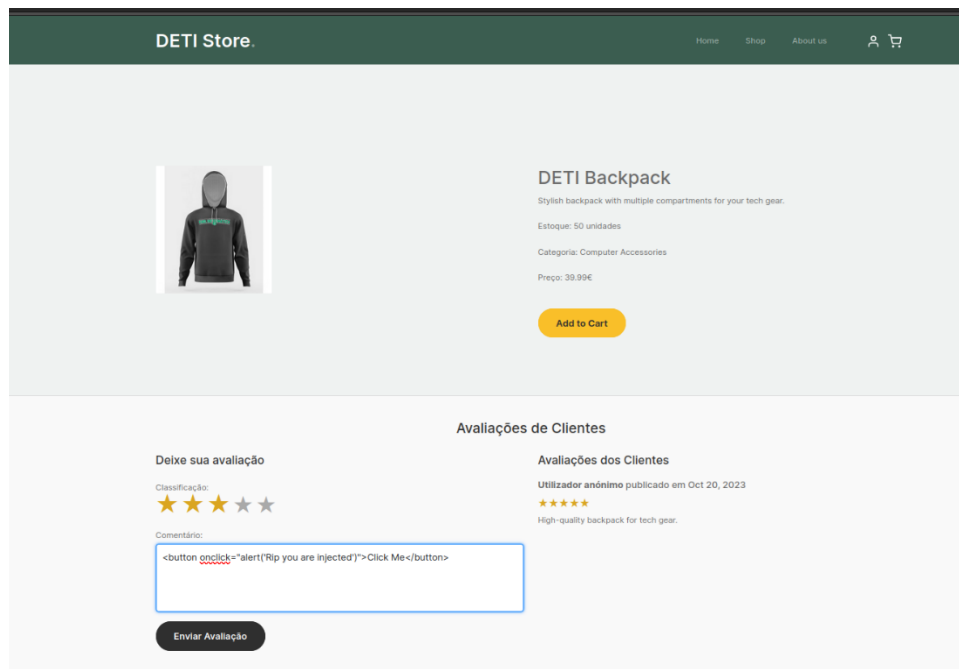 DETI Store.
Home Shop About us
DETI Backpack
Stylish backpack with multiple compartments for your tech gear.
Estoque: 50 unidades
Categoria: Computer Accessories
Preço: 39.99€
Add to Cart
Avaliações de Clientes
Deixe sua avaliação
Classificação:
Comentário:
<button onclick="alert('Rip you are injected')">Click Me</button>
Enviar Avaliação
Avaliações dos Clientes
Utilizador anónimo publicado em Oct 20, 2023
High-quality backpack for tech gear.